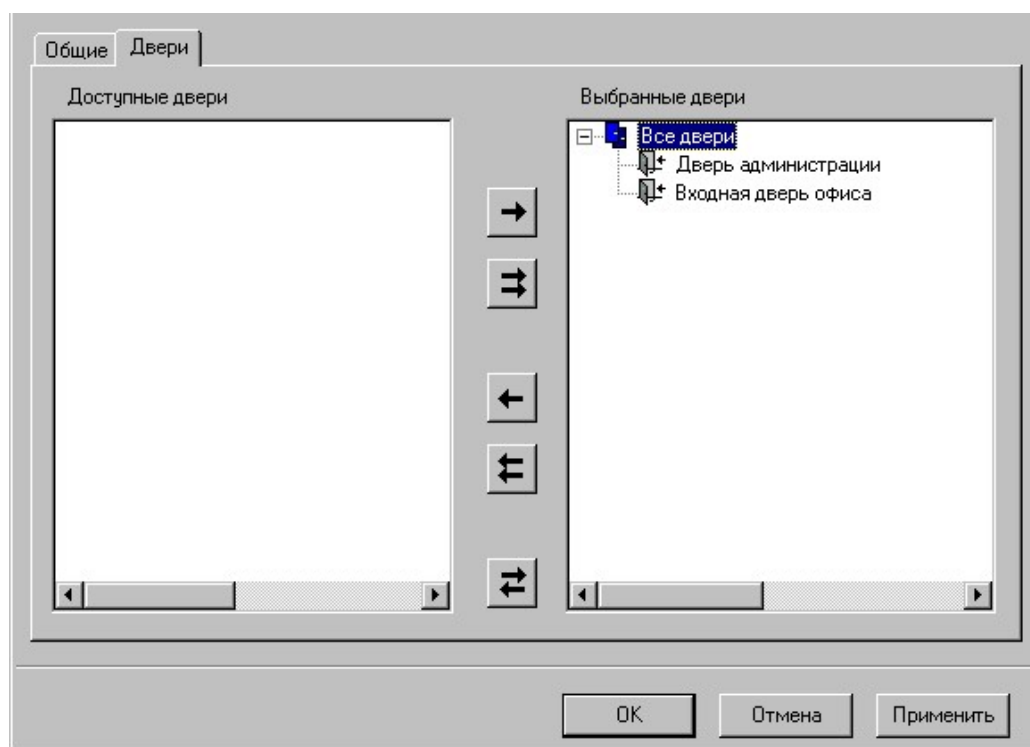 Общие Двери
Доступные двери
Выбранные двери
Все двери
Дверь администрации
Входная дверь офиса
OK Отмена Применить